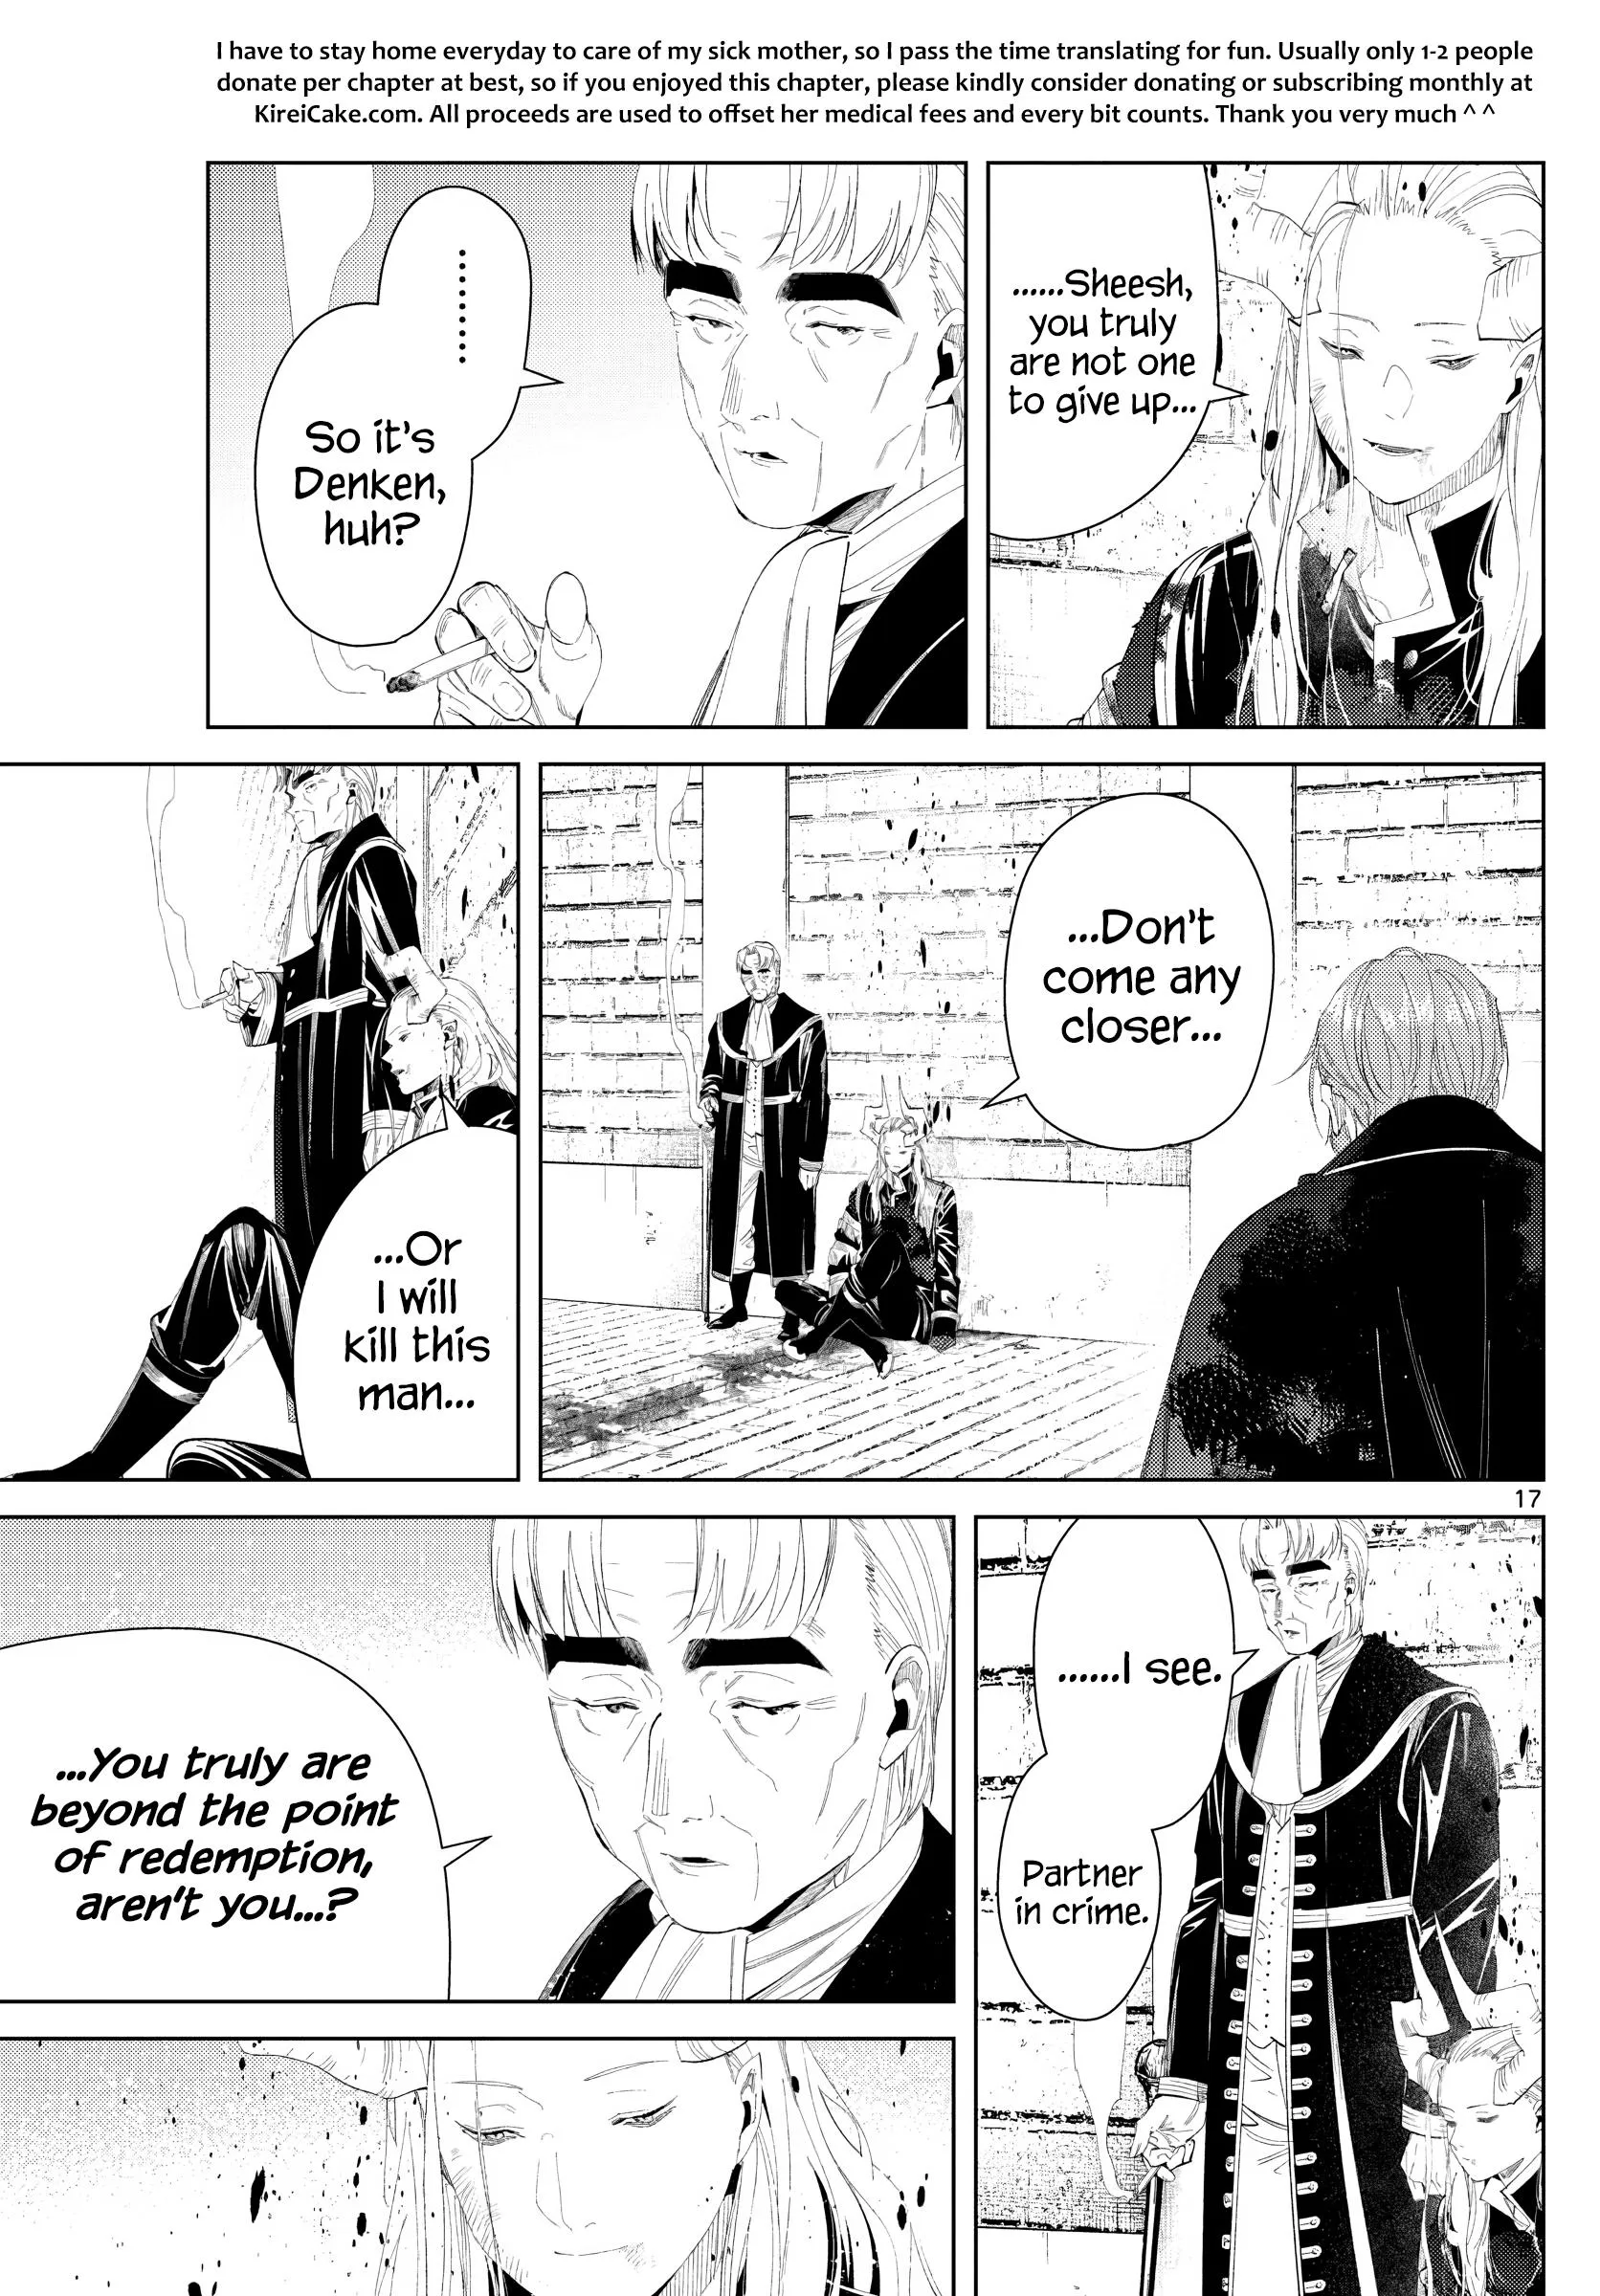 I have to stay home everyday to care of my sick mother, so I pass the time translating for fun. Usually only 1-2 people
donate per chapter at best, so if you enjoyed this chapter, please kindly consider donating or subscribing monthly at
KireiCake.com. All proceeds are used to offset her medical fees and every bit counts. Thank you very much ^ ^
......Sheesh,
you truly
are not one
to give up...
........
So it's
Denken,
huh?
...Don't
come any
closer...
...Or
I will
kill this
man...
17
......I see.
Partner
in crime.
...You truly are
beyond the point
of redemption,
aren't you...?